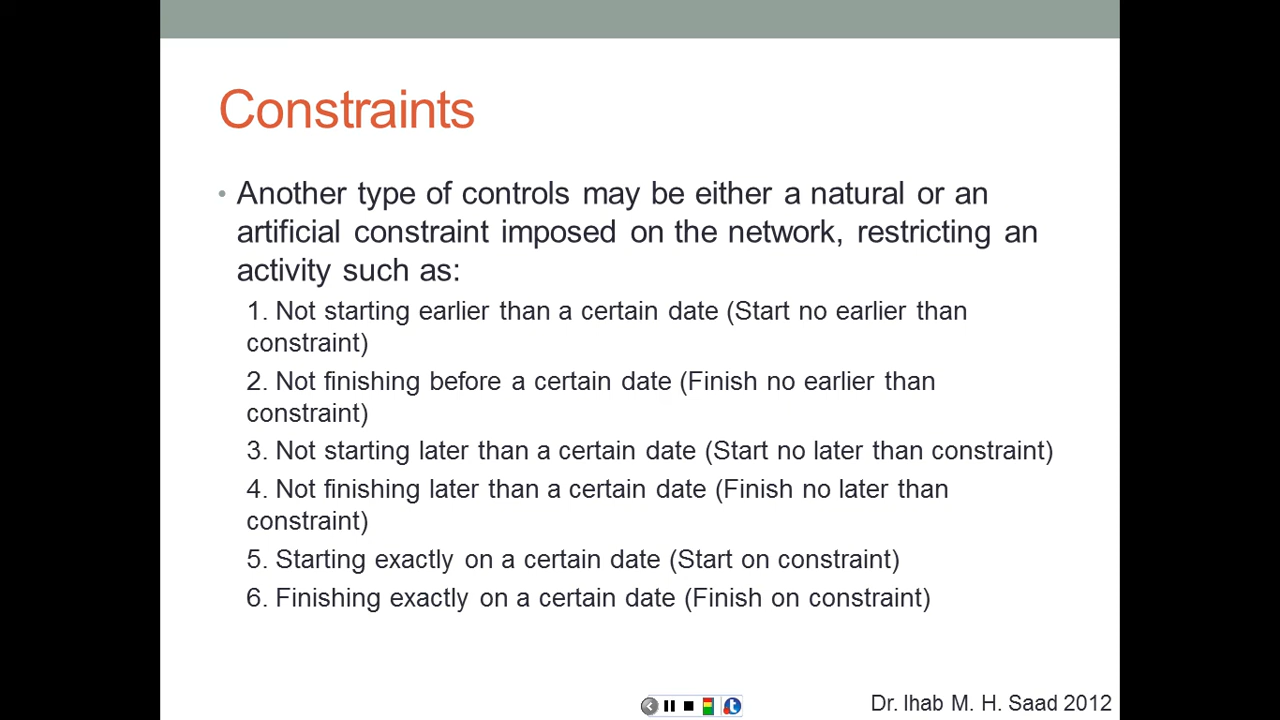 Constraints
• Another type of controls may be either a natural or an
artificial constraint imposed on the network, restricting an
activity such as:
1. Not starting earlier than a certain date (Start no earlier than
constraint)
2. Not finishing before a certain date (Finish no earlier than
constraint)
3. Not starting later than a certain date (Start no later than constraint)
4. Not finishing later than a certain date (Finish no later than
constraint)
5. Starting exactly on a certain date (Start on constraint)
6. Finishing exactly on a certain date (Finish on constraint)
Dr. Ihab M. H. Saad 2012